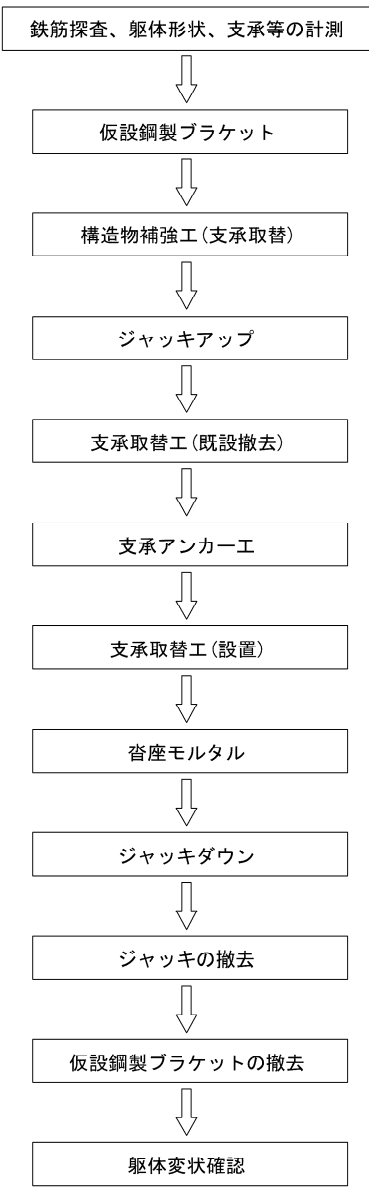 鉄筋探査、躯体形状、支承等の計測
仮設鋼製ブラケット
構造物補強工(支承取替)
ジャッキアップ
支承取替工(既設撤去)
支承アンカー工
支承取替工(設置)
沓座モルタル
ジャッキダウン
ジャッキの撤去
仮設鋼製ブラケットの撤去
躯体変状確認